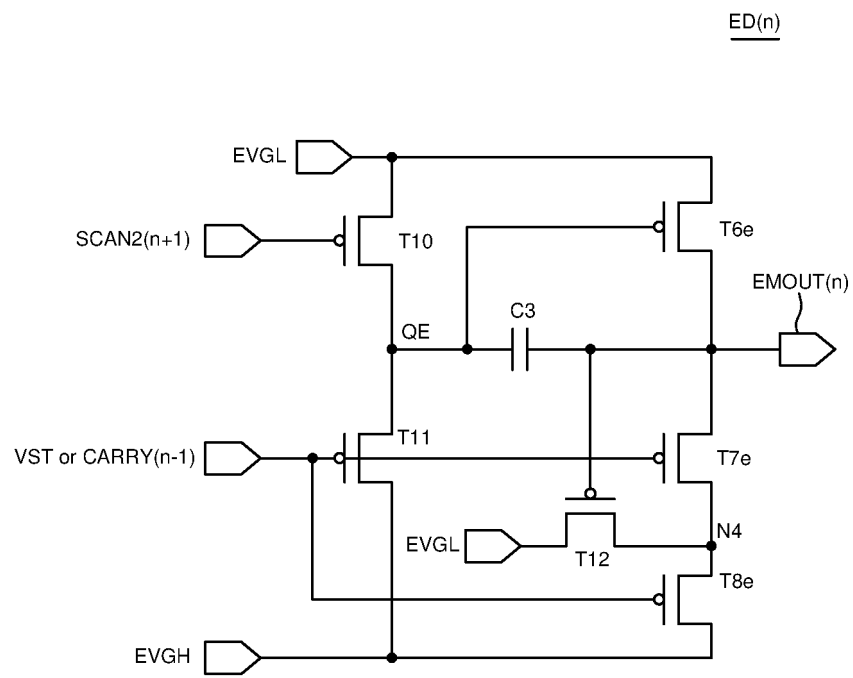 ED(n)
EVGL
SCAN2(n+1)
T10
T6e
EMOUT(n)
C3
QE
T11
VST or CARRY(n-1)
T7e
N4
EVGL
T12
T8e
EVGH